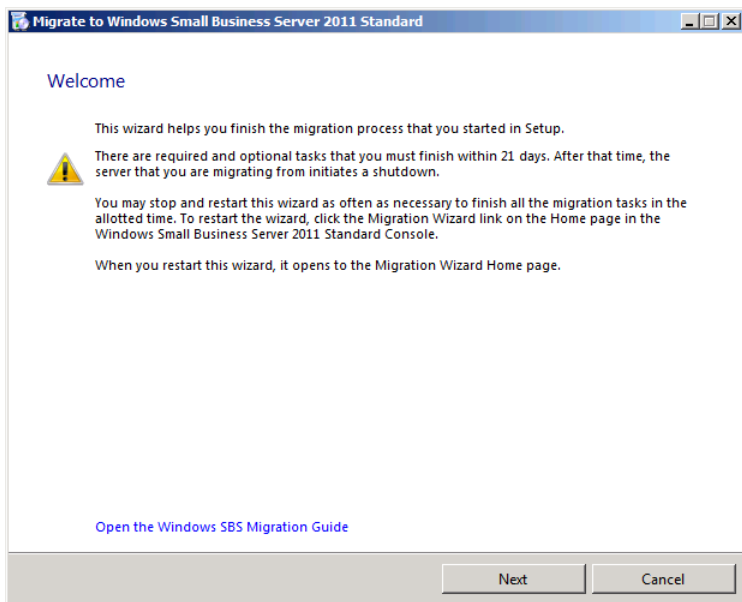 Migrate to Windows Small Business Server 2011 Standard
Welcome
This wizard helps you finish the migration process that you started in Setup.
There are required and optional tasks that you must finish within 21 days. After that time, the
server that you are migrating from initiates a shutdown.
You may stop and restart this wizard as often as necessary to finish all the migration tasks in the
allotted time. To restart the wizard, click the Migration Wizard link on the Home page in the
Windows Small Business Server 2011 Standard Console.
When you restart this wizard, it opens to the Migration Wizard Home page.
Open the Windows SBS Migration Guide
Next Cancel